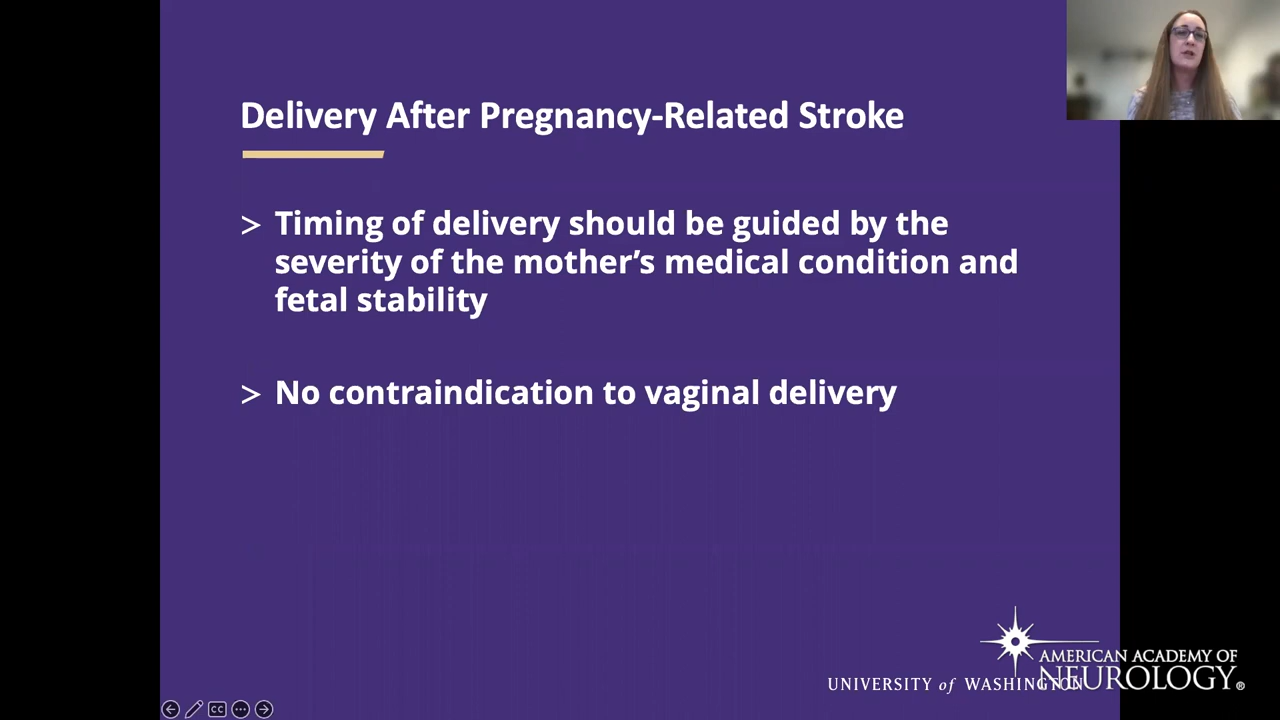 Delivery After Pregnancy-Related Stroke
> Timing of delivery should be guided by the
severity of the mother’s medical condition and
fetal stability
> No contraindication to vaginal delivery
AMERICAN ACADEMY OF
NEUROLOGY®
UNIVERSITY of WASHINGTON
CC